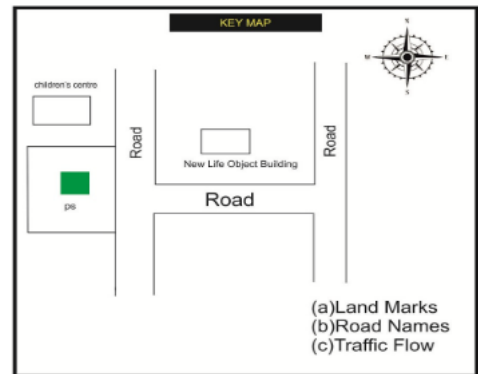 KEY MAP
N
W
E
S
children's centre
Road
Road
New Life Object Building
ps
Road
(a)Land Marks
(b)Road Names
(c)Traffic Flow